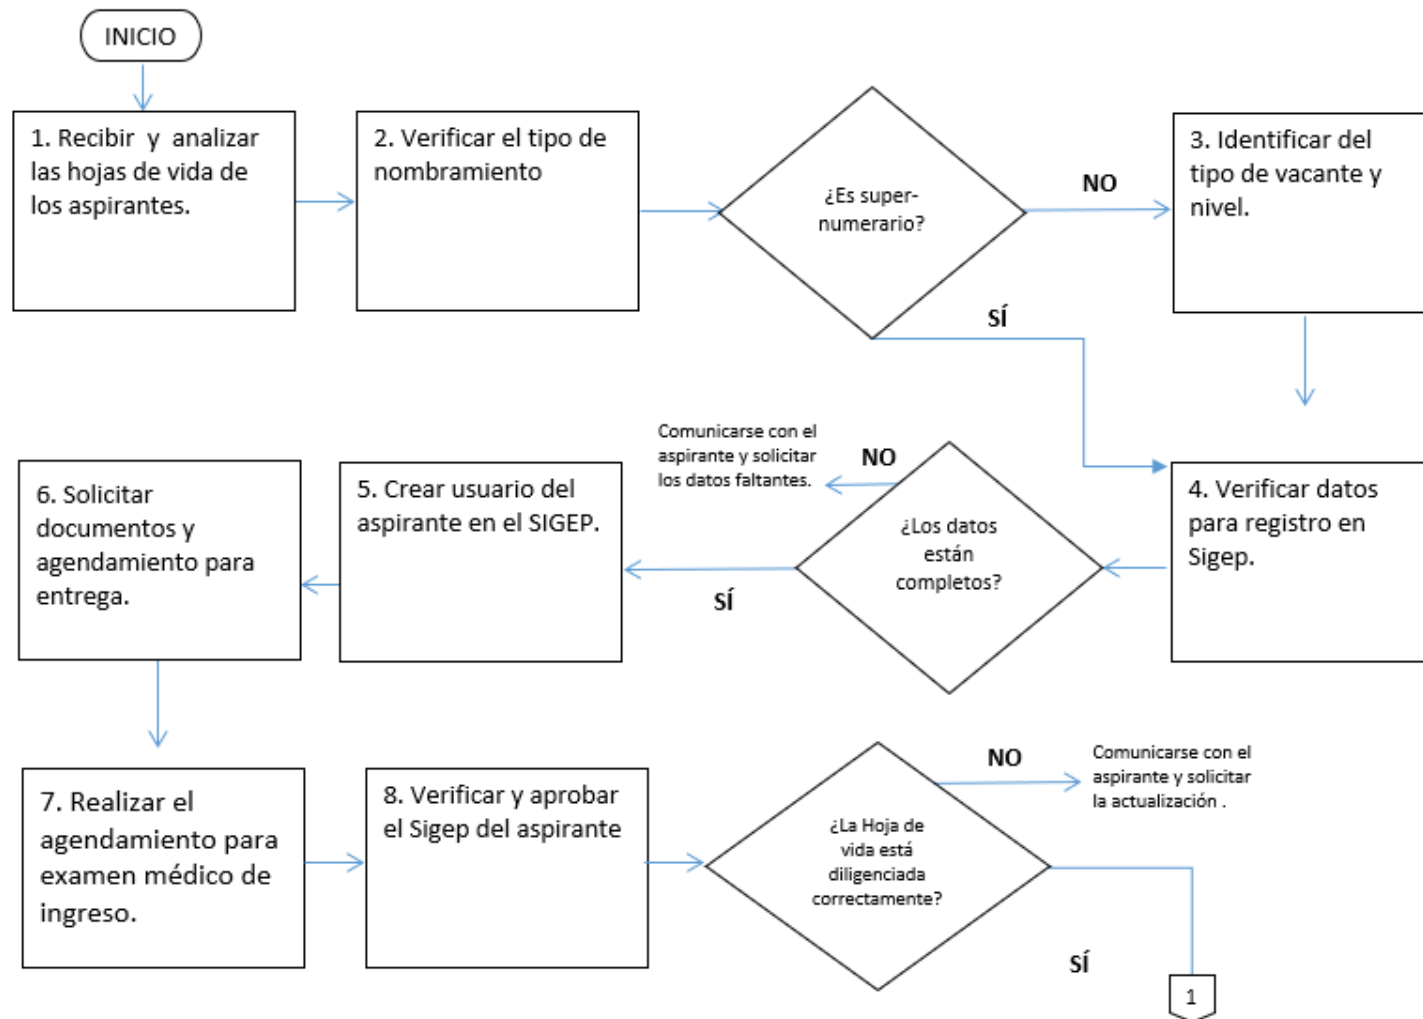 INICIO
1. Recibir y analizar
las hojas de vida de
los aspirantes.
2. Verificar el tipo de
nombramiento
¿Es super-
numerario?
NO
3. Identificar del
tipo de vacante y
nivel.
SÍ
4. Verificar datos
para registro en
Sigep.
¿Los datos
están
completos?
NO
Comunicarse con el
aspirante y solicitar
los datos faltantes.
SÍ
5. Crear usuario del
aspirante en el SIGEP.
6. Solicitar
documentos y
agendamiento para
entrega.
7. Realizar el
agendamiento para
examen médico de
ingreso.
8. Verificar y aprobar
el Sigep del aspirante
¿La Hoja de
vida está
diligenciada
correctamente?
NO
Comunicarse con el
aspirante y solicitar
la actualización .
SÍ
1